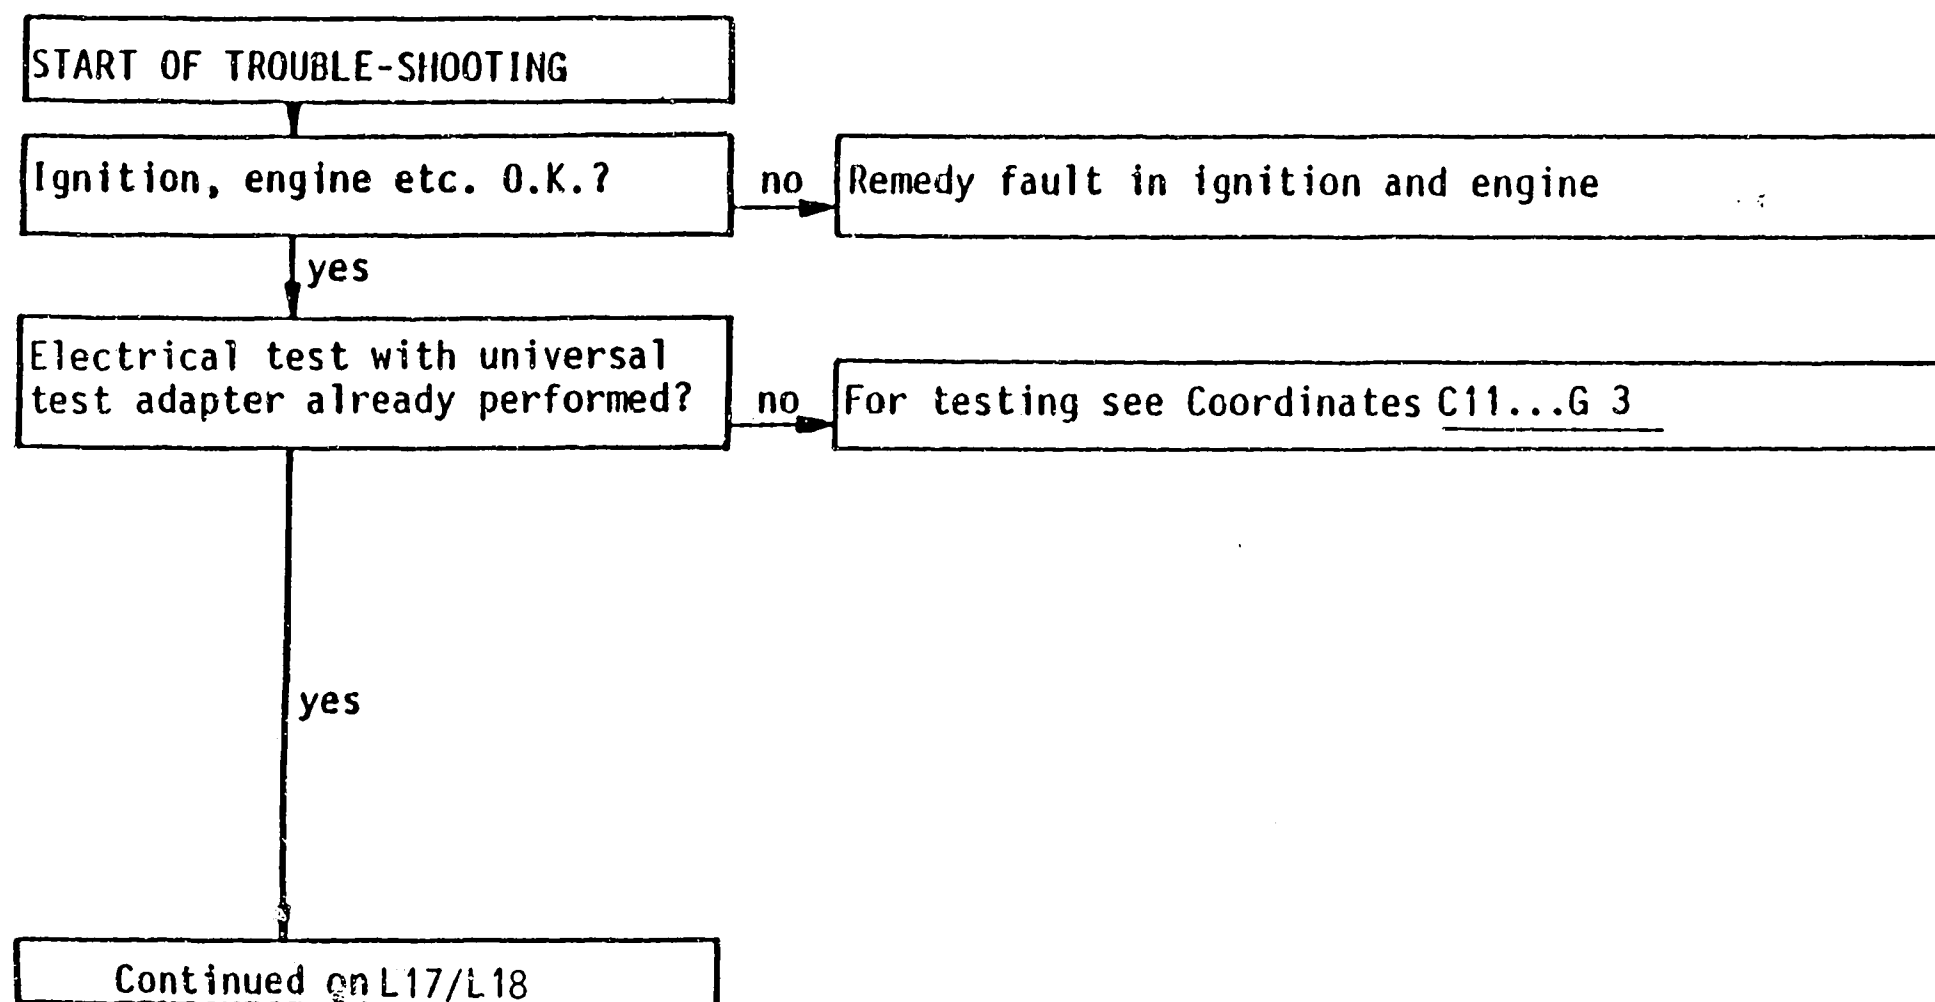 START OF TROUBLE-SHOOTING
Ignition, engine etc. O.K.?
no
Remedy fault in ignition and engine
yes
Electrical test with universal
test adapter already performed?
no
For testing see Coordinates C11...G 3
yes
Continued on L17/L18